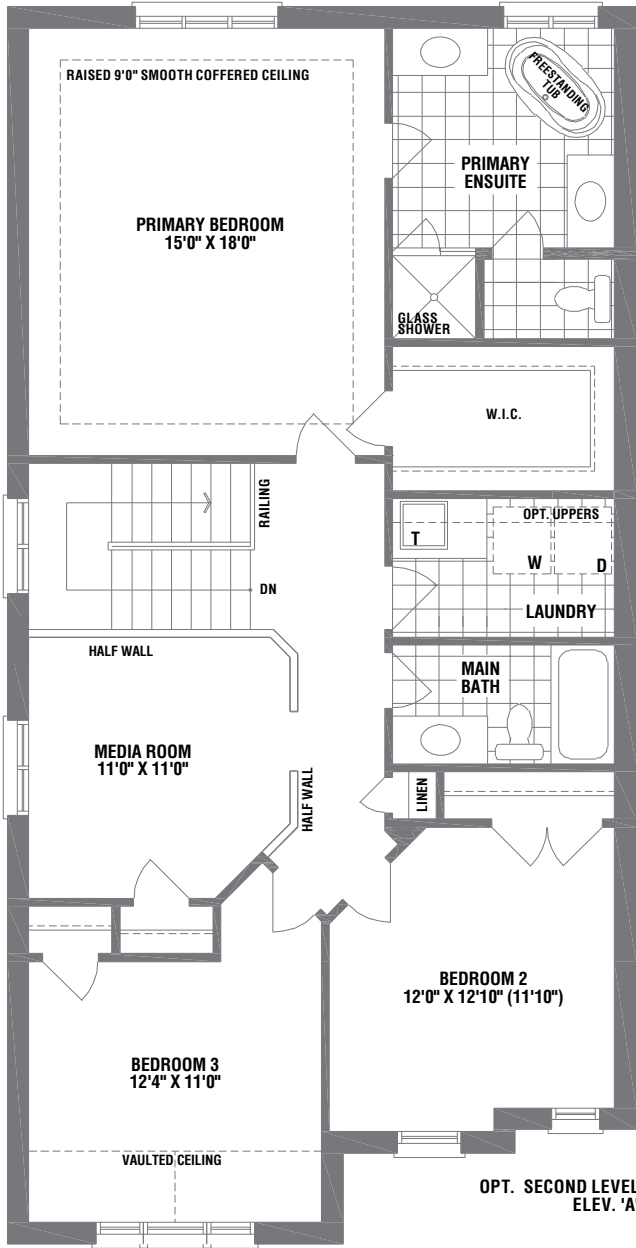 RAISED 9'0" SMOOTH COFFERED CEILING
FREESTANDING
TUB
PRIMARY
ENSUITE
PRIMARY BEDROOM
15'0" X 18'0"
GLASS
SHOWER
W.I.C.
RAILING
OPT. UPPERS
T
W
D
DN
LAUNDRY
HALF WALL
MAIN
BATH
MEDIA ROOM
11'0" X 11'0"
HALF WALL
LINEN
BEDROOM 2
12'0" X 12'10" (11'10")
BEDROOM 3
12'4" X 11'0"
VAULTED CEILING
OPT. SECOND LEVEL
ELEV. 'A'